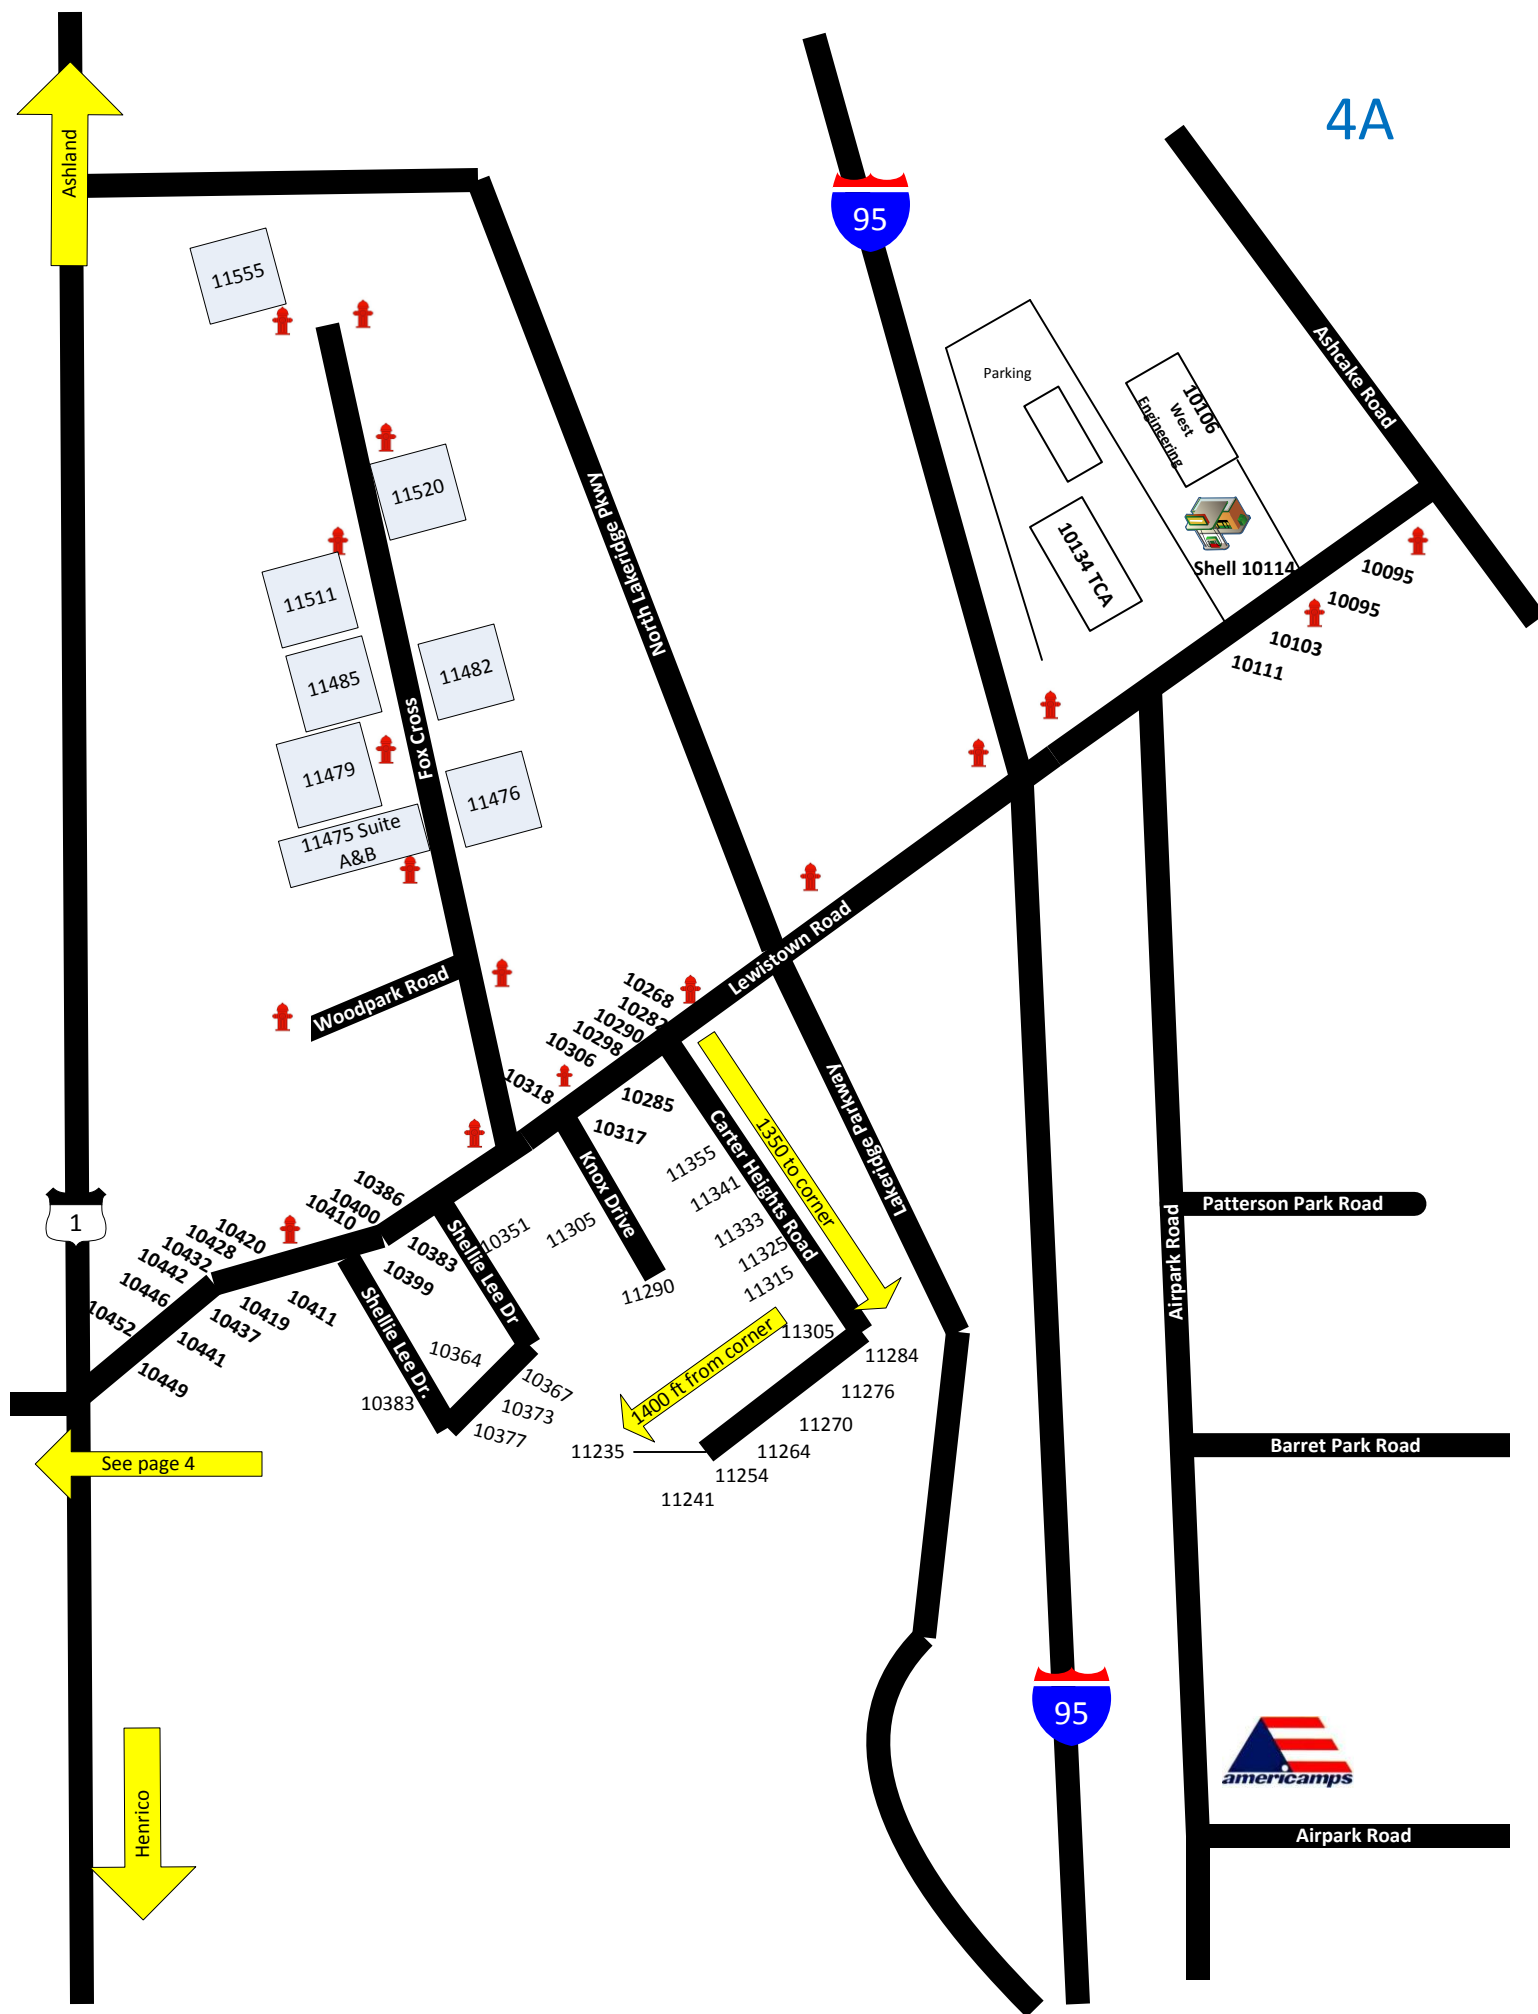 4A
Ashland
95
11555
Parking
Ashcake Road
10106
West
Engineering
11520
North Lakeridge Pkwy
10134 TCA
Shell 10114
10095
10095
10103
10111
11511
11485
11482
Fox Cross
11479
11476
11475 Suite
A&B
Woodpark Road
Lewistown Road
10268
10282
10290
10298
10306
10318
10285
10317
Knox Drive
Carter Heights Road
1350 to corner
Lakeridge Parkway
11355
11341
11333
11325
11315
11305
10351
11305
11290
10386
10400
10410
10420
10428
10432
10442
10446
10452
1
10383
10399
10411
10419
10437
10441
10449
Shellie Lee Dr
Shellie Lee Dr.
10364
10383
10367
10373
10377
1400 ft from corner
11284
11276
11270
11264
11254
11241
11235
See page 4
Airpark Road
Patterson Park Road
Barret Park Road
95
americamps
Airpark Road
Henrico